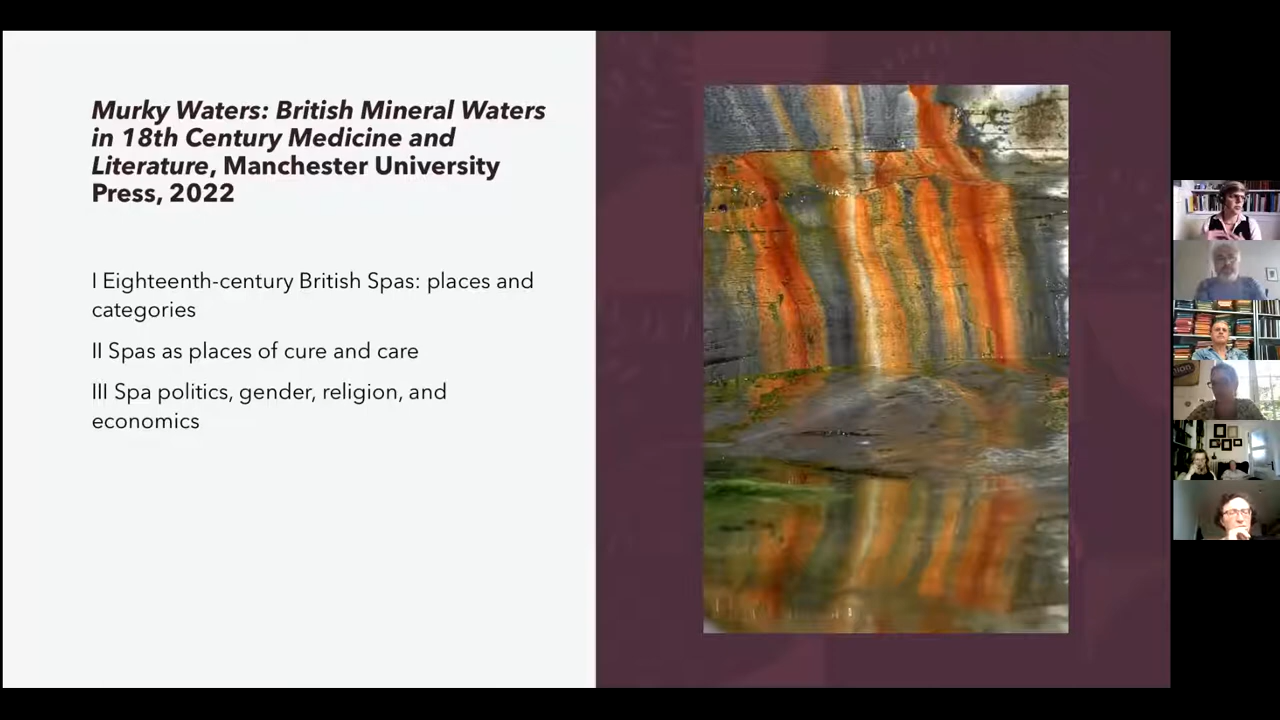 Murky Waters: British Mineral Waters
in 18th Century Medicine and
Literature, Manchester University
Press, 2022
I Eighteenth-century British Spas: places and
categories
II Spas as places of cure and care
III Spa politics, gender, religion, and
economics